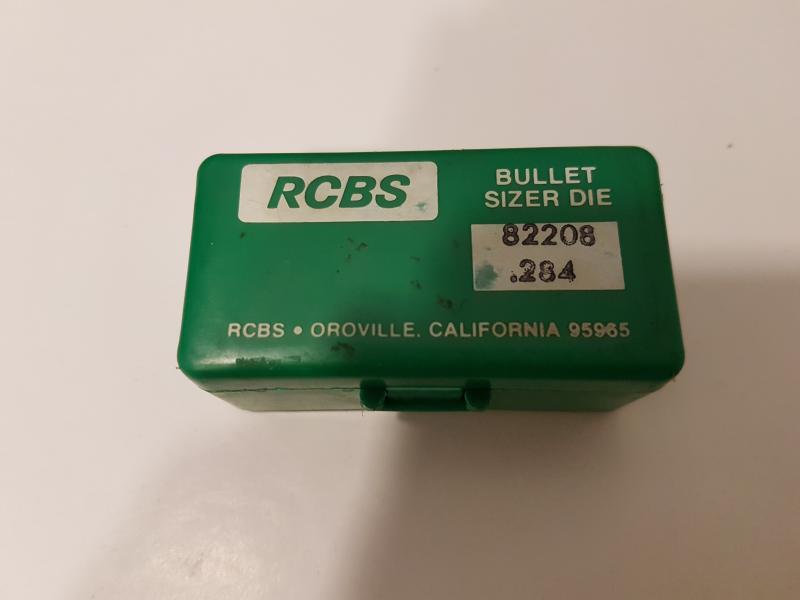 RCBS
BULLET
SIZER DIE
82208
.284
RCBS • OROVILLE, CALIFORNIA 95965